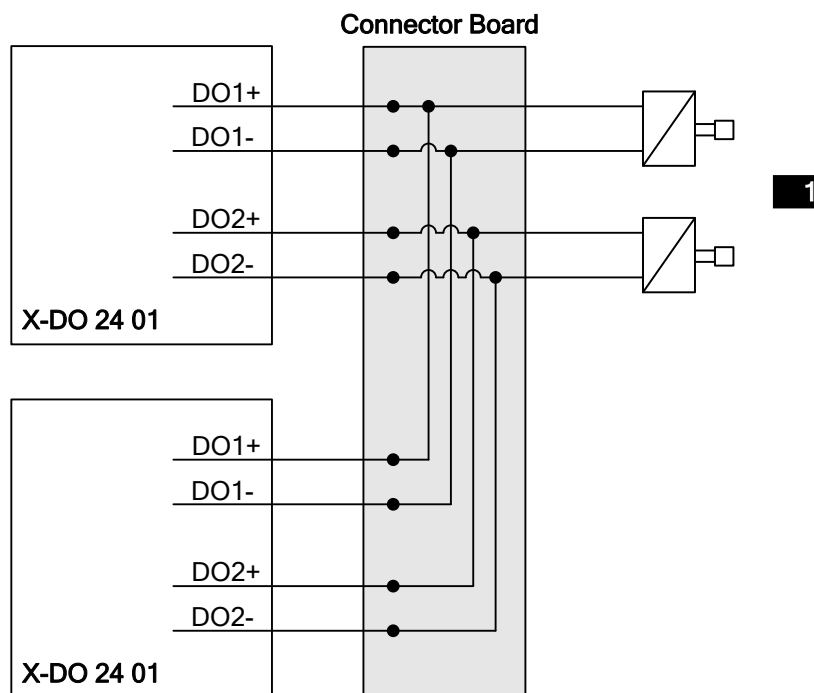 Connector Board
DO1+
DO1-
DO2+
DO2-
X-DO 24 01
1
DO1+
DO1-
DO2+
DO2-
X-DO 24 01